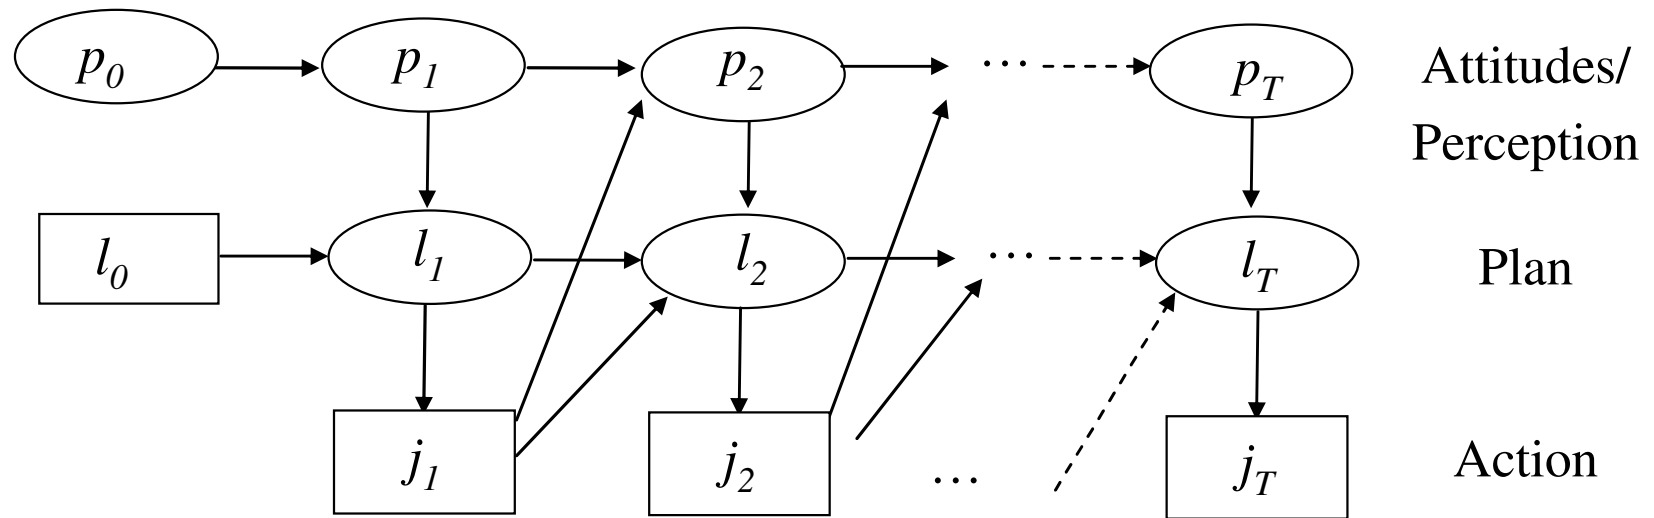 p0 p1 p2 ... pT Attitudes/
Perception
l0 l1 l2 ... lT Plan
j1 j2 ... jT Action